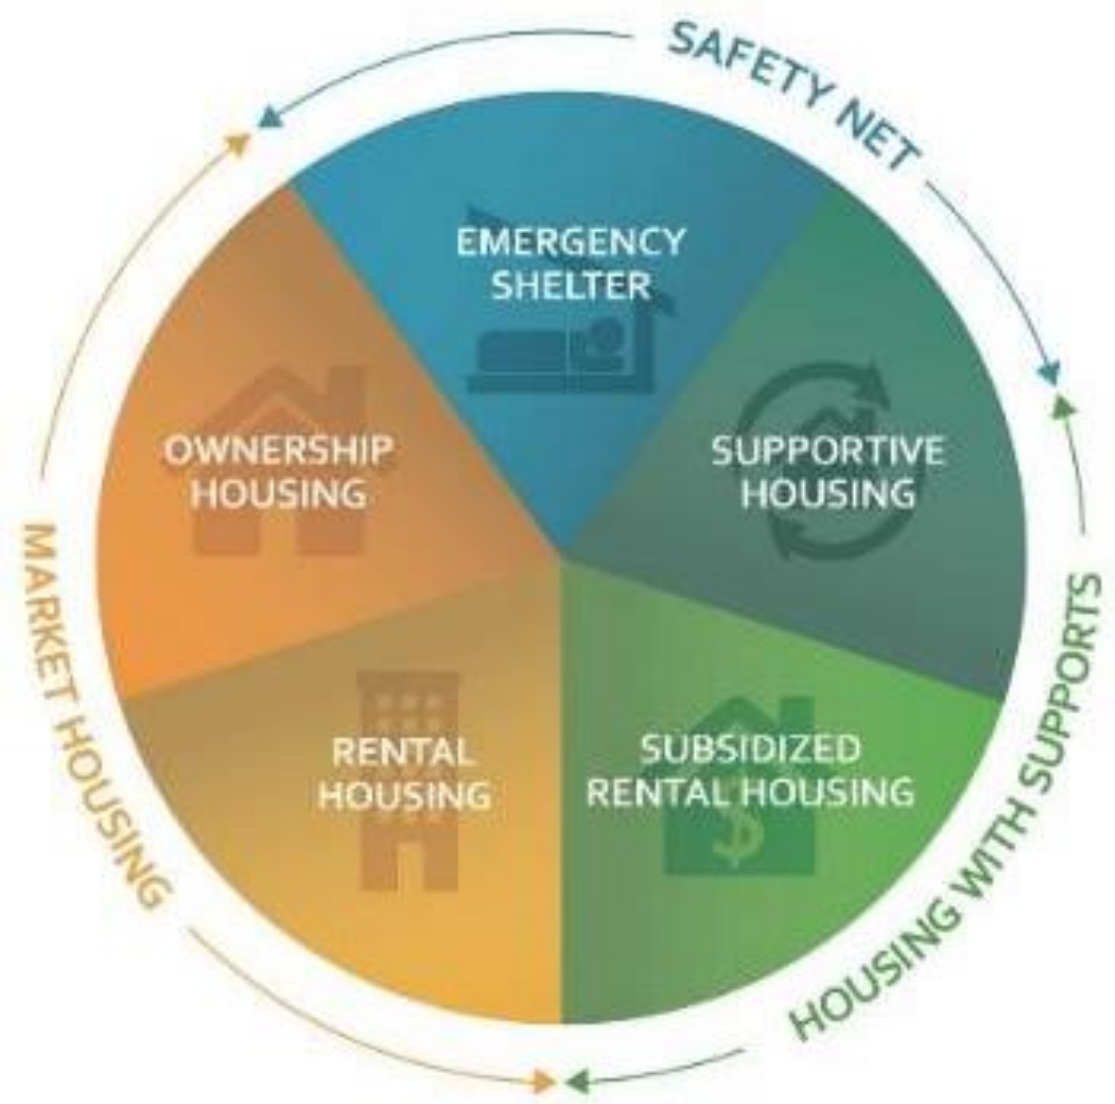 SAFETY NET
EMERGENCY
SHELTER
SUPPORTIVE
HOUSING
OWNERSHIP
HOUSING
RENTAL
HOUSING
SUBSIDIZED
RENTAL HOUSING
$
MARKET HOUSING
HOUSING WITH SUPPORTS